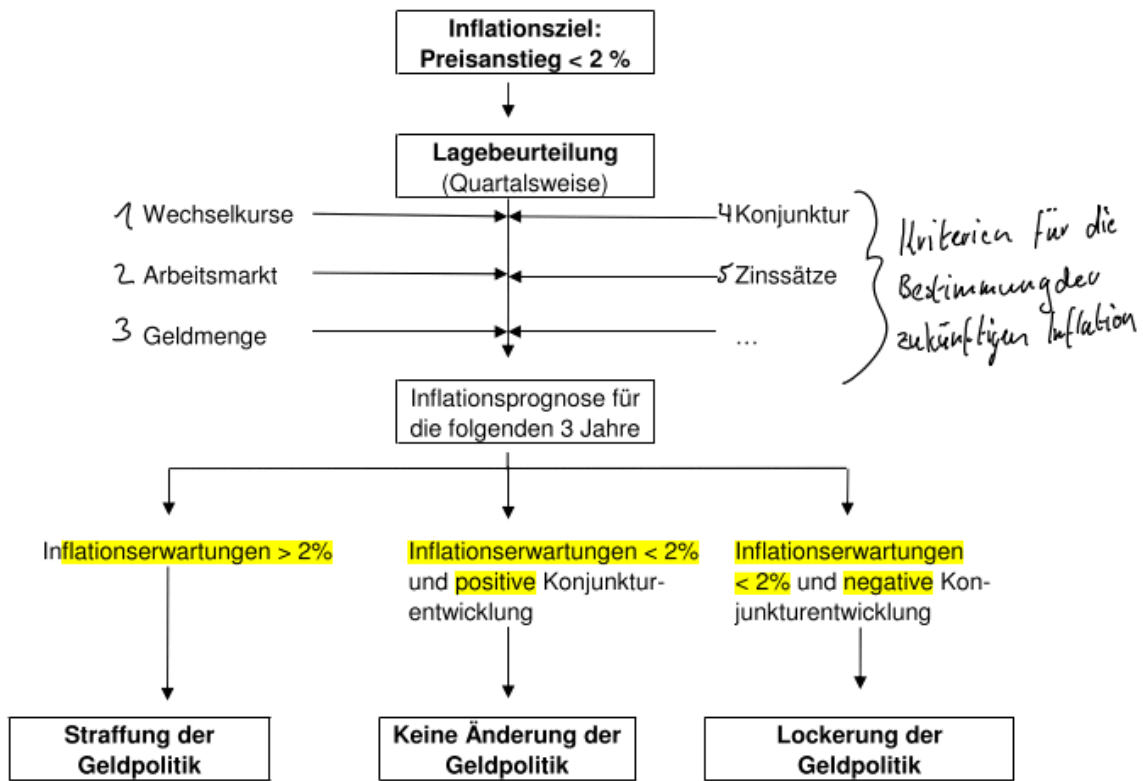 Inflationsziel:
Preisanstieg < 2 %
Lagebeurteilung
(Quartalsweise)
1 Wechselkurse
4 Konjunktur
2 Arbeitsmarkt
5 Zinssätze
3 Geldmenge
...
Kriterien für die
Bestimmung der
zukünftigen Inflation
Inflationsprognose für
die folgenden 3 Jahre
Inflationserwartungen > 2%
Inflationserwartungen < 2%
und positive Konjunktur-
entwicklung
Inflationserwartungen
< 2% und negative Kon-
junkturentwicklung
Straffung der
Geldpolitik
Keine Änderung der
Geldpolitik
Lockerung der
Geldpolitik